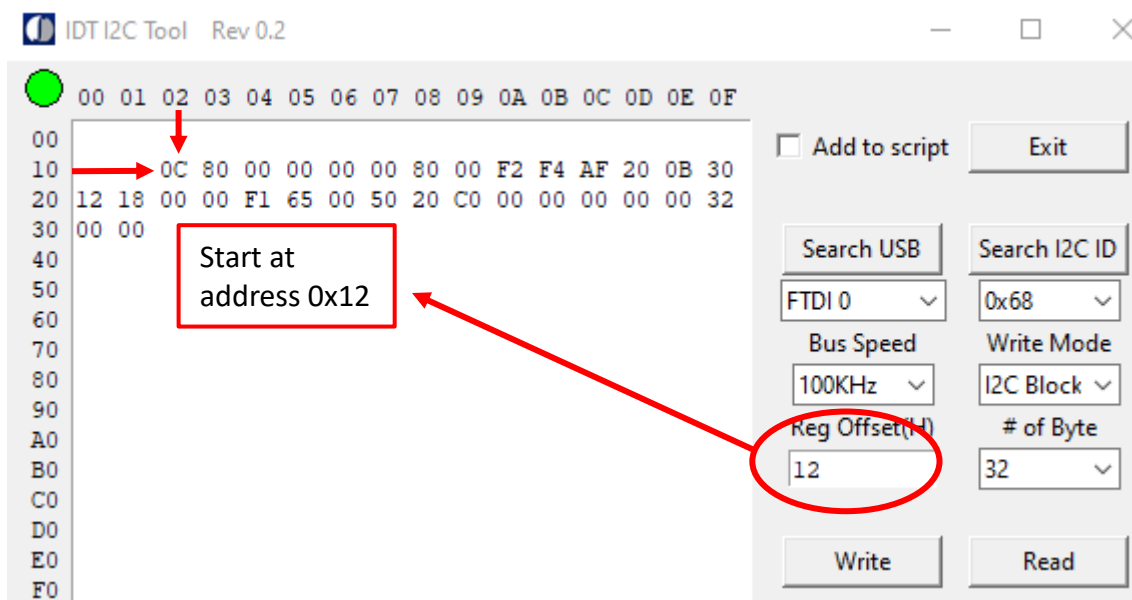 IDT I2C Tool Rev 0.2
00 01 02 03 04 05 06 07 08 09 0A 0B 0C 0D 0E 0F
00
10 0C 80 00 00 00 00 80 00 F2 F4 AF 20 0B 30
20 12 18 00 00 F1 65 00 50 20 C0 00 00 00 00 00 32
30 00 00
40
50
60
70
80
90
A0
B0
C0
D0
E0
F0
Start at
address 0x12
Add to script
Exit
Search USB
Search I2C ID
FTDI 0
0x68
Bus Speed
Write Mode
100KHz
I2C Block
Reg Offset(H)
# of Byte
12
32
Write
Read